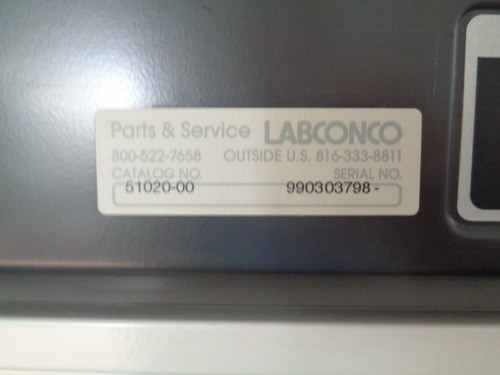 Parts & Service LABCONCO
800-522-7658 OUTSIDE U.S. 816-333-8811
CATALOG NO. SERIAL NO.
51020-00 990303798-